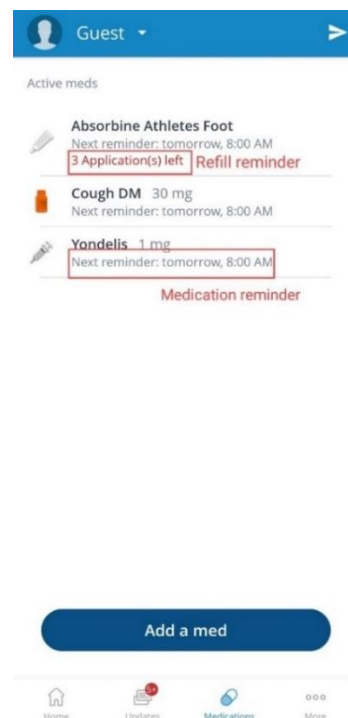 Guest
Active meds
Absorbine Athletes Foot
Next reminder: tomorrow, 8:00 AM
3 Application(s) left Refill reminder
Cough DM 30 mg
Next reminder: tomorrow, 8:00 AM
Yondelis 1 mg
Next reminder: tomorrow, 8:00 AM
Medication reminder
Add a med
5+
Home Updates Medications More